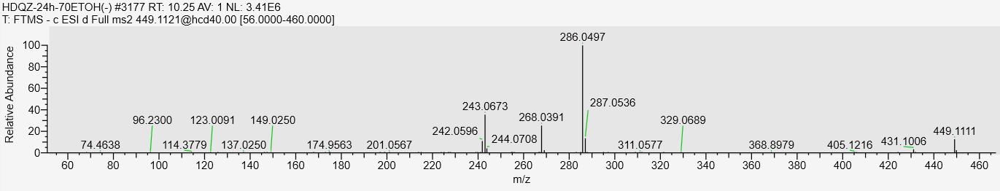 HDQZ-24h-70ETOH(-) #3177 RT: 10.25 AV: 1 NL: 3.41E6
T: FTMS - c ESI d Full ms2 449.1121@hcd40.00 [56.0000-460.0000]
286.0497
100
80
60
40
20
0
Relative Abundance
287.0536
243.0673
268.0391
96.2300 123.0091 149.0250 329.0689
242.0596 449.1111
244.0708
74.4638 114.3779 137.0250 174.9563 201.0567 311.0577 368.8979 405.1216 431.1006
60 80 100 120 140 160 180 200 220 240 260 280 300 320 340 360 380 400 420 440 460
m/z